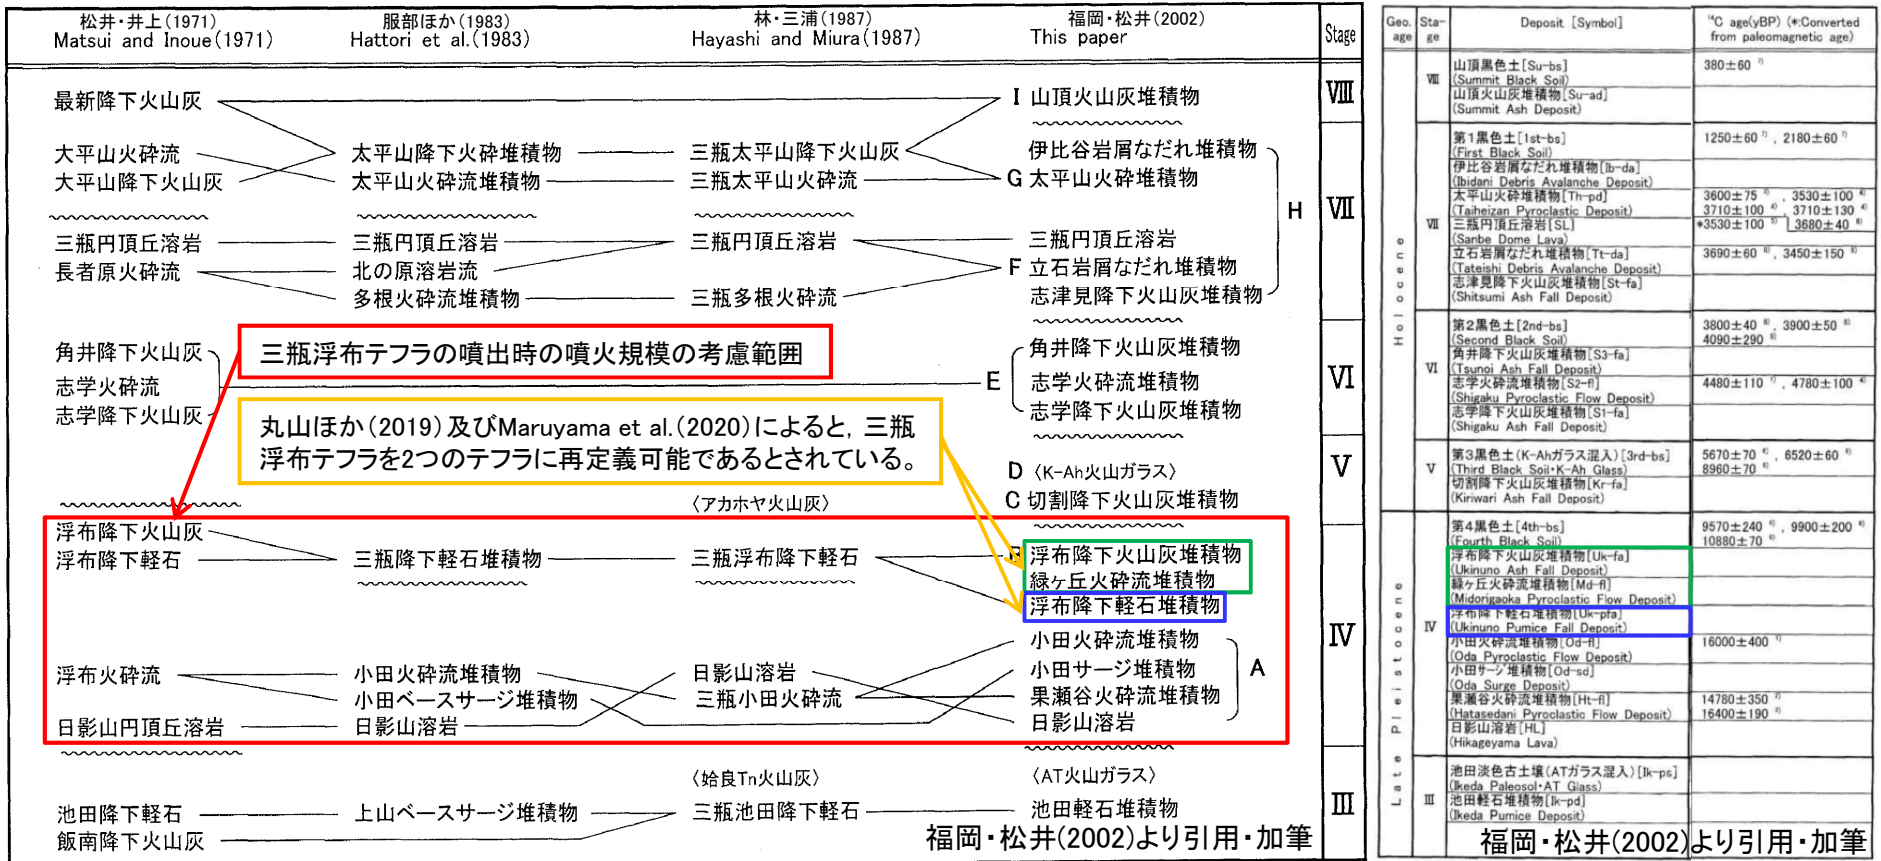 松井・井上(1971)
Matsui and Inoue(1971)
服部ほか(1983)
Hattori et al.(1983)
林・三浦(1987)
Hayashi and Miura(1987)
福岡・松井(2002)
This paper
Stage
最新降下火山灰
I 山頂火山灰堆積物
VIII
大平山火砕流
太平山降下火砕堆積物
三瓶太平山降下火山灰
伊比谷岩屑なだれ堆積物
大平山降下火山灰
太平山火砕流堆積物
三瓶太平山火砕流
G 太平山火砕堆積物
H
VII
三瓶円頂丘溶岩
三瓶円頂丘溶岩
三瓶円頂丘溶岩
三瓶円頂丘溶岩
長者原火砕流
北の原溶岩流
F 立石岩屑なだれ堆積物
多根火砕流堆積物
三瓶多根火砕流
志津見降下火山灰堆積物
角井降下火山灰
三瓶浮布テフラの噴出時の噴火規模の考慮範囲
角井降下火山灰堆積物
志学火砕流
E
志学火砕流堆積物
VI
志学降下火山灰
志学降下火山灰堆積物
丸山ほか(2019)及びMaruyama et al.(2020)によると，三瓶
浮布テフラを2つのテフラに再定義可能であるとされている。
D 〈K-Ah火山ガラス〉
V
〈アカホヤ火山灰〉
C 切割降下火山灰堆積物
浮布降下火山灰
浮布降下軽石
三瓶降下軽石堆積物
三瓶浮布降下軽石
浮布降下火山灰堆積物
緑ヶ丘火砕流堆積物
浮布降下軽石堆積物
小田火砕流堆積物
IV
浮布火砕流
小田火砕流堆積物
日影山溶岩
小田サージ堆積物
A
小田ベースサージ堆積物
三瓶小田火砕流
果瀬谷火砕流堆積物
日影山円頂丘溶岩
日影山溶岩
日影山溶岩
〈姶良Tn火山灰〉
〈AT火山ガラス〉
池田降下軽石
上山ベースサージ堆積物
三瓶池田降下軽石
池田軽石堆積物
III
飯南降下火山灰
福岡・松井(2002)より引用・加筆
Geo. age
Sta-ge
Deposit [Symbol]
¹⁴C age(yBP) (*:Converted
from paleomagnetic age)
Holocene
VIII
山頂黒色土[Su-bs]
380±60 ⁷⁾
(Summit Black Soil)
山頂火山灰堆積物[Su-ad]
(Summit Ash Deposit)
VII
第1黒色土[1st-bs]
1250±60 ⁷⁾, 2180±60 ⁷⁾
(First Black Soil)
伊比谷岩屑なだれ堆積物[Ib-da]
(Ibidani Debris Avalanche Deposit)
太平山火砕堆積物[Th-pd]
3600±75 , 3530±100
(Taiheizan Pyroclastic Deposit)
3710±100 , 3710±130
三瓶円頂丘溶岩[SL]
*3530±100 3680±40
(Sanbe Dome Lava)
立石岩屑なだれ堆積物[Tt-da]
3690±60 , 3450±150
(Tateishi Debris Avalanche Deposit)
志津見降下火山灰堆積物[St-fa]
(Shitsumi Ash Fall Deposit)
VI
第2黒色土[2nd-bs]
3800±40 , 3900±50
(Second Black Soil)
4090±290
角井降下火山灰堆積物[S3-fa]
(Tsunoi Ash Fall Deposit)
志学火砕流堆積物[S2-fl]
4480±110 , 4780±100
(Shigaku Pyroclastic Flow Deposit)
志学降下火山灰堆積物[S1-fa]
(Shigaku Ash Fall Deposit)
V
第3黒色土(K-Ahガラス混入)[3rd-bs]
5670±70 , 6520±60
(Third Black Soil・K-Ah Glass)
8960±70
切割降下火山灰堆積物[Kr-fa]
(Kiriwari Ash Fall Deposit)
Late Pleistocene
IV
第4黒色土[4th-bs]
9570±240 , 9900±200
(Fourth Black Soil)
10880±70
浮布降下火山灰堆積物[Uk-fa]
(Ukinuno Ash Fall Deposit)
緑ヶ丘火砕流堆積物[Md-fl]
(Midorigaoka Pyroclastic Flow Deposit)
浮布降下軽石堆積物[Uk-pfa]
(Ukinuno Pumice Fall Deposit)
小田火砕流堆積物[Od-fl]
16000±400
(Oda Pyroclastic Flow Deposit)
小田サージ堆積物[Od-sd]
(Oda Surge Deposit)
果瀬谷火砕流堆積物[Ht-fl]
14780±350
(Hatasedani Pyroclastic Flow Deposit)
16400±190
日影山溶岩[HL]
(Hikageyama Lava)
III
池田淡色古土壌(ATガラス混入)[Ik-ps]
(Ikeda Paleosol・AT Glass)
池田軽石堆積物[Ik-pd]
(Ikeda Pumice Deposit)
福岡・松井(2002)より引用・加筆